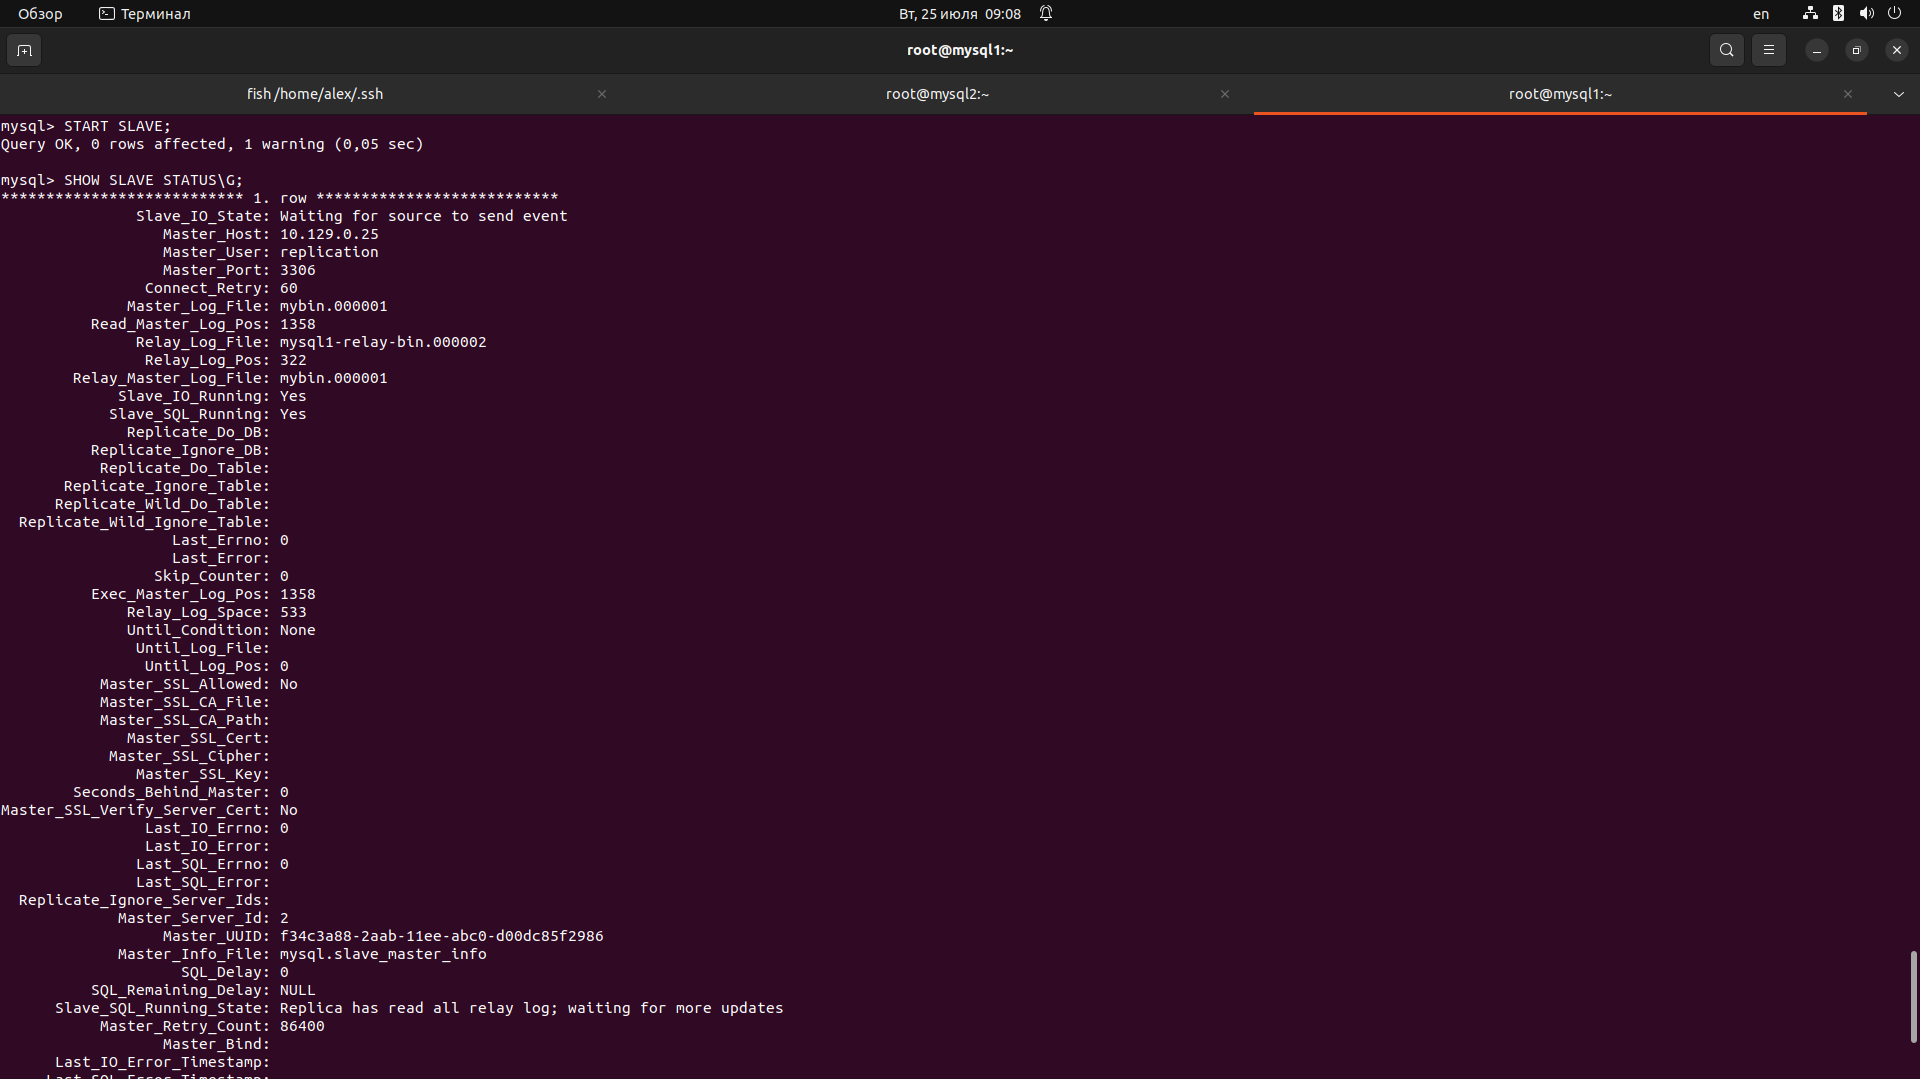 Обзор
Терминал
Вт, 25 июля 09:08
en
root@mysql1:~
fish /home/alex/.ssh
root@mysql2:~
root@mysql1:~
mysql> START SLAVE;
Query OK, 0 rows affected, 1 warning (0,05 sec)
mysql> SHOW SLAVE STATUS\G;
*************************** 1. row ***************************
Slave_IO_State: Waiting for source to send event
Master_Host: 10.129.0.25
Master_User: replication
Master_Port: 3306
Connect_Retry: 60
Master_Log_File: mybin.000001
Read_Master_Log_Pos: 1358
Relay_Log_File: mysql1-relay-bin.000002
Relay_Log_Pos: 322
Relay_Master_Log_File: mybin.000001
Slave_IO_Running: Yes
Slave_SQL_Running: Yes
Replicate_Do_DB:
Replicate_Ignore_DB:
Replicate_Do_Table:
Replicate_Ignore_Table:
Replicate_Wild_Do_Table:
Replicate_Wild_Ignore_Table:
Last_Errno: 0
Last_Error:
Skip_Counter: 0
Exec_Master_Log_Pos: 1358
Relay_Log_Space: 533
Until_Condition: None
Until_Log_File:
Until_Log_Pos: 0
Master_SSL_Allowed: No
Master_SSL_CA_File:
Master_SSL_CA_Path:
Master_SSL_Cert:
Master_SSL_Cipher:
Master_SSL_Key:
Seconds_Behind_Master: 0
Master_SSL_Verify_Server_Cert: No
Last_IO_Errno: 0
Last_IO_Error:
Last_SQL_Errno: 0
Last_SQL_Error:
Replicate_Ignore_Server_Ids:
Master_Server_Id: 2
Master_UUID: f34c3a88-2aab-11ee-abc0-d00dc85f2986
Master_Info_File: mysql.slave_master_info
SQL_Delay: 0
SQL_Remaining_Delay: NULL
Slave_SQL_Running_State: Replica has read all relay log; waiting for more updates
Master_Retry_Count: 86400
Master_Bind:
Last_IO_Error_Timestamp:
Last_SQL_Error_Timestamp: